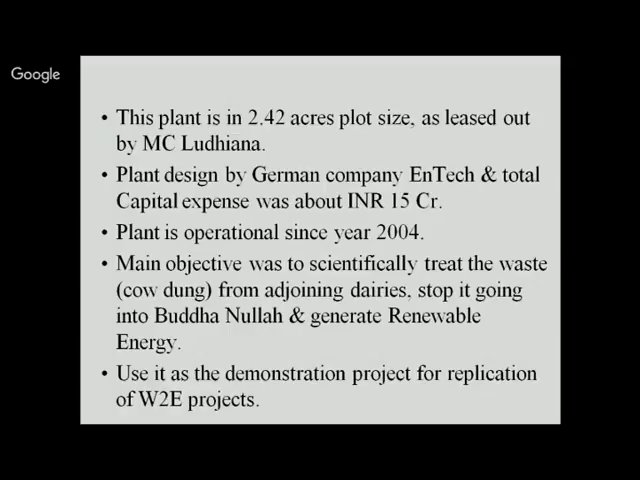 Google
• This plant is in 2.42 acres plot size, as leased out
by MC Ludhiana.
• Plant design by German company EnTech & total
Capital expense was about INR 15 Cr.
• Plant is operational since year 2004.
• Main objective was to scientifically treat the waste
(cow dung) from adjoining dairies, stop it going
into Buddha Nullah & generate Renewable
Energy.
• Use it as the demonstration project for replication
of W2E projects.